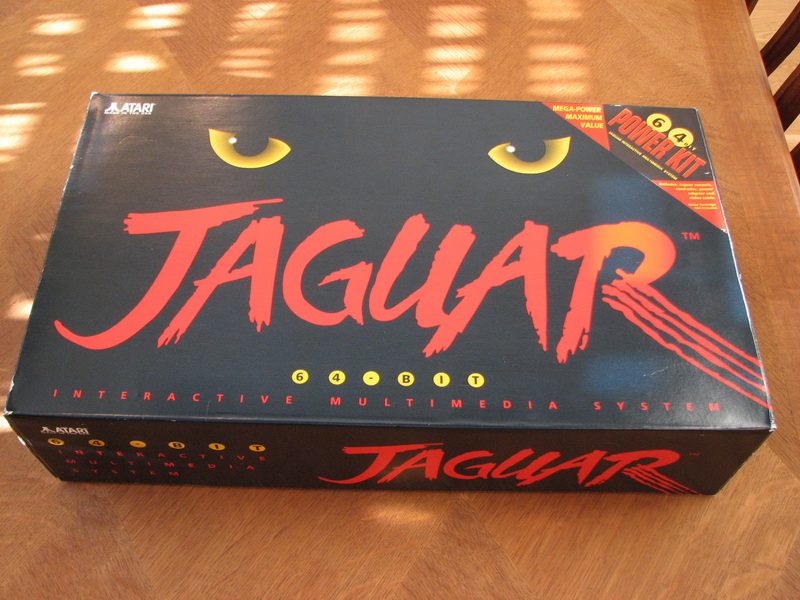 ATARI
MEGA-POWER
MAXIMUM
VALUE
64
POWER KIT
JAGUAR™
64-BIT
INTERACTIVE MULTIMEDIA SYSTEM
ATARI
64-BIT
INTERACTIVE
MULTIMEDIA
SYSTEM
JAGUAR™